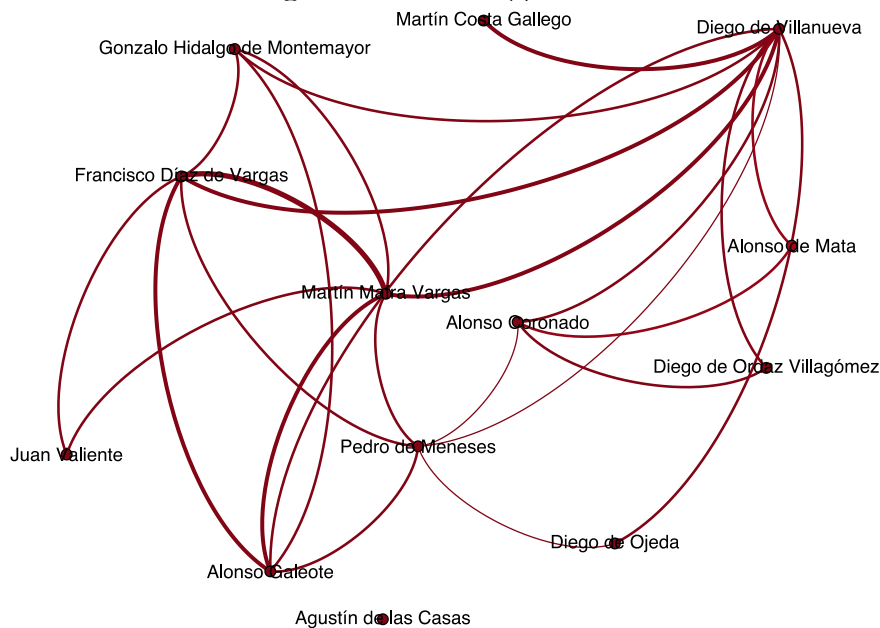 Martín Costa Gallego
Diego de Villanueva
Gonzalo Hidalgo de Montemayor
Francisco Díaz de Vargas
Alonso de Mata
Martín Mafra Vargas
Alonso Coronado
Diego de Ordaz Villagómez
Juan Valiente
Pedro de Meneses
Diego de Ojeda
Alonso Galeote
Agustín de las Casas